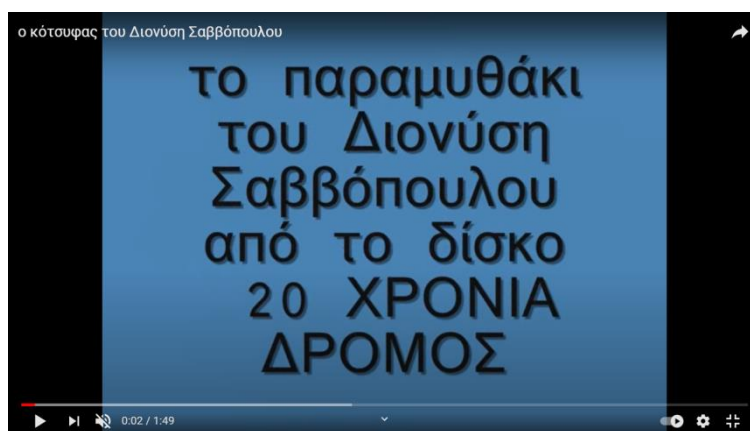 ο κότσυφας του Διονύση Σαββόπουλου
το παραμυθάκι
του Διονύση
Σαββόπουλου
από το δίσκο
20 ΧΡΟΝΙΑ
ΔΡΟΜΟΣ
0:02 / 1:49